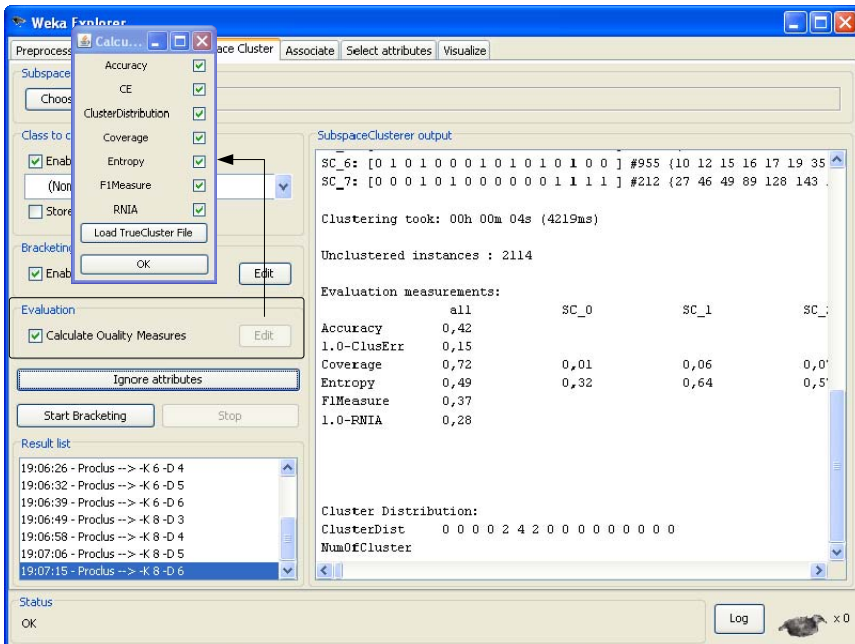 Weka Explorer
Calcu...
Preprocess
ace Cluster
Associate
Select attributes
Visualize
Accuracy
CE
ClusterDistribution
Coverage
Entropy
F1Measure
RNIA
Load TrueCluster File
OK
Subspace
Choos
Class to c
Enab
(Non
Store
Bracketing
Enab
Edit
Evaluation
Calculate Quality Measures
Edit
Ignore attributes
Start Bracketing
Stop
Result list
19:06:26 - Proclus --> -K 6 -D 4
19:06:32 - Proclus --> -K 6 -D 5
19:06:39 - Proclus --> -K 6 -D 6
19:06:49 - Proclus --> -K 8 -D 3
19:06:58 - Proclus --> -K 8 -D 4
19:07:06 - Proclus --> -K 8 -D 5
19:07:15 - Proclus --> -K 8 -D 6
SubspaceClusterer output
SC_6: [0 1 0 1 0 0 0 1 0 1 0 1 0 1 0 0 ] #955 {10 12 15 16 17 19 35
SC_7: [0 0 0 1 0 1 0 0 0 0 0 0 1 1 1 1 ] #212 {27 46 49 89 128 143
Clustering took: 00h 00m 04s (4219ms)
Unclustered instances : 2114
Evaluation measurements:
all SC_0 SC_1 SC_
Accuracy 0,42
1.0-ClusErr 0,15
Coverage 0,72 0,01 0,06 0,0
Entropy 0,49 0,32 0,64 0,5
F1Measure 0,37
1.0-RNIA 0,28
Cluster Distribution:
ClusterDist 0 0 0 0 2 4 2 0 0 0 0 0 0 0 0 0
NumOfCluster
Status
OK
Log
x 0